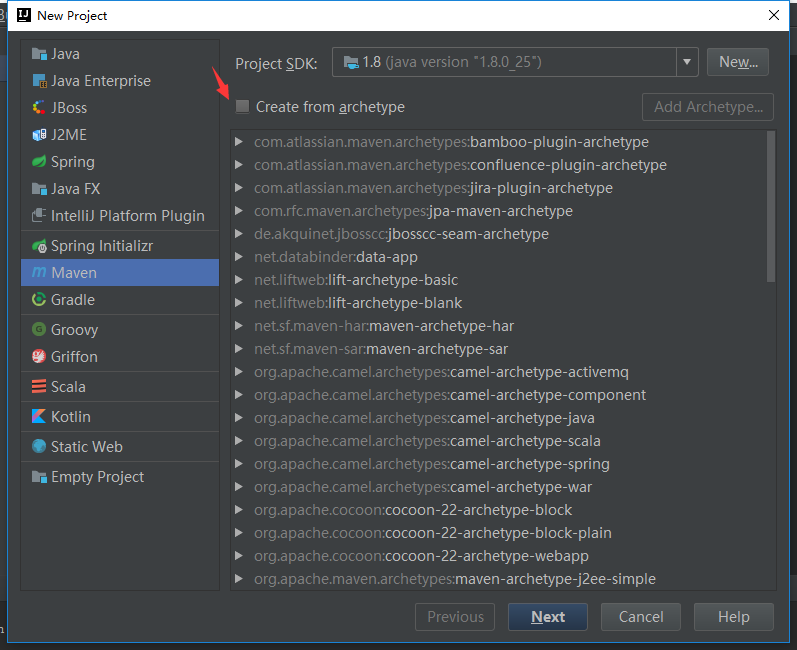 New Project
Java
Java Enterprise
JBoss
J2ME
Spring
Java FX
IntelliJ Platform Plugin
Spring Initializr
Maven
Gradle
Groovy
Griffon
Scala
Kotlin
Static Web
Empty Project
Project SDK: 1.8 (java version "1.8.0_25") New...
Create from archetype Add Archetype...
com.atlassian.maven.archetypes:bamboo-plugin-archetype
com.atlassian.maven.archetypes:confluence-plugin-archetype
com.atlassian.maven.archetypes:jira-plugin-archetype
com.rfc.maven.archetypes:jpa-maven-archetype
de.akquinet.jbosscc:jbosscc-seam-archetype
net.databinder:data-app
net.liftweb:lift-archetype-basic
net.liftweb:lift-archetype-blank
net.sf.maven-har:maven-archetype-har
net.sf.maven-sar:maven-archetype-sar
org.apache.camel.archetypes:camel-archetype-activemq
org.apache.camel.archetypes:camel-archetype-component
org.apache.camel.archetypes:camel-archetype-java
org.apache.camel.archetypes:camel-archetype-scala
org.apache.camel.archetypes:camel-archetype-spring
org.apache.camel.archetypes:camel-archetype-war
org.apache.cocoon:cocoon-22-archetype-block
org.apache.cocoon:cocoon-22-archetype-block-plain
org.apache.cocoon:cocoon-22-archetype-webapp
org.apache.maven.archetypes:maven-archetype-j2ee-simple
Previous Next Cancel Help